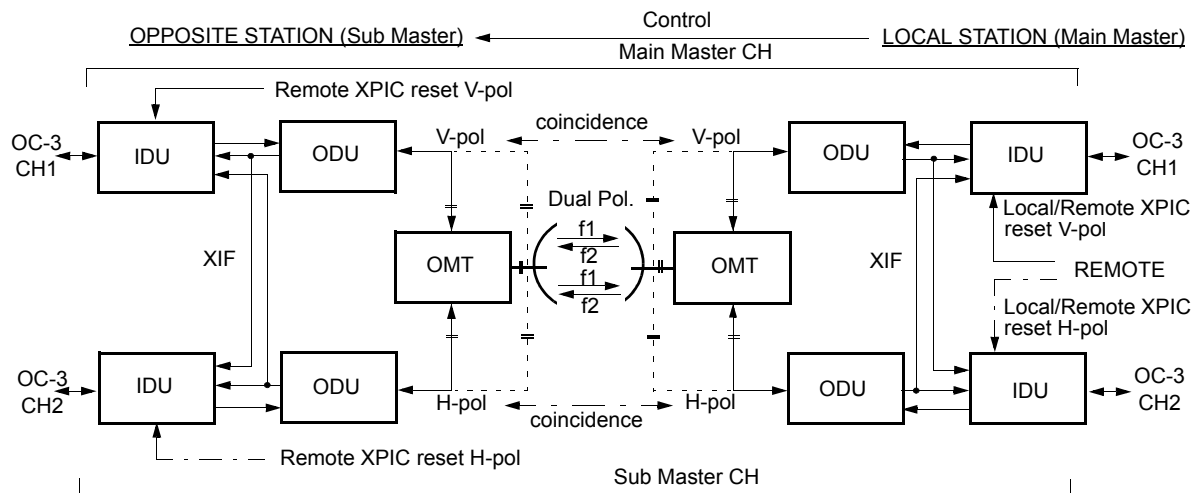 Control
OPPOSITE STATION (Sub Master)
LOCAL STATION (Main Master)
Main Master CH
Remote XPIC reset V-pol
OC-3
CH1
IDU
ODU
V-pol
coincidence
V-pol
ODU
IDU
OC-3
CH1
Dual Pol.
f1
f2
f1
f2
OMT
OMT
XIF
XIF
Local/Remote XPIC
reset V-pol
REMOTE
Local/Remote XPIC
reset H-pol
OC-3
CH2
IDU
ODU
H-pol
coincidence
H-pol
ODU
IDU
OC-3
CH2
Remote XPIC reset H-pol
Sub Master CH